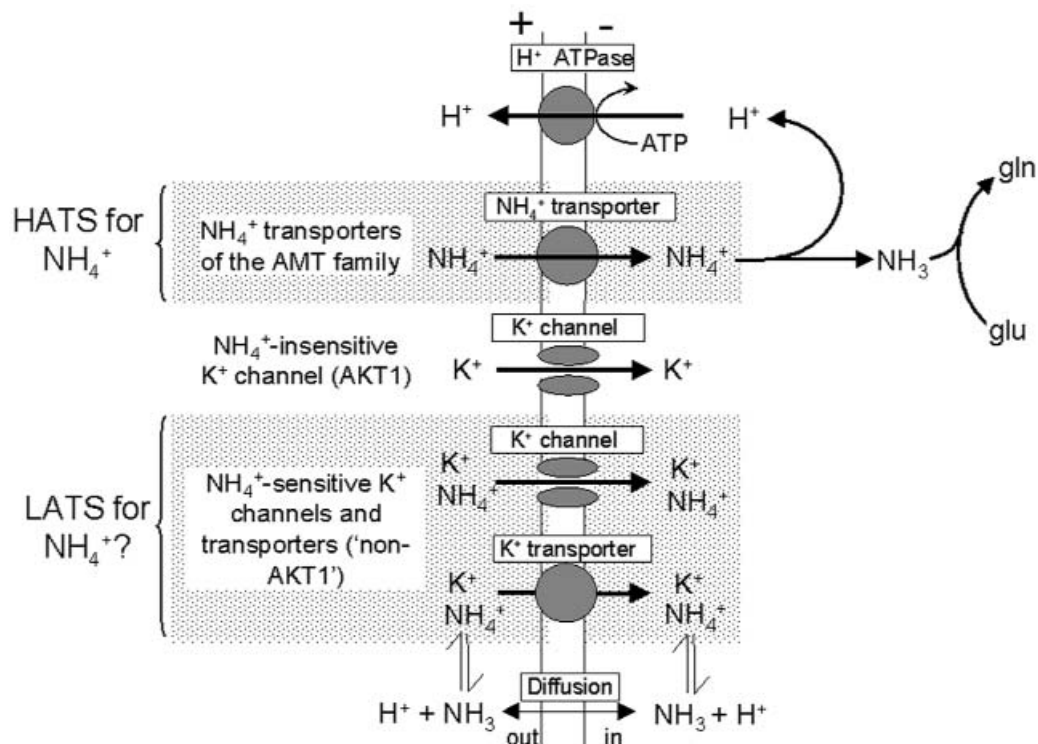 + -
H⁺ ATPase
H⁺
ATP
H⁺
gln
HATS for
NH₄⁺
NH₄⁺ transporters
of the AMT family
NH₄⁺ transporter
NH₄⁺
NH₄⁺
NH₃
glu
NH₄⁺-insensitive
K⁺ channel (AKT1)
K⁺ channel
K⁺
K⁺
LATS for
NH₄⁺?
NH₄⁺-sensitive K⁺
channels and
transporters ('non-
AKT1')
K⁺ channel
K⁺
NH₄⁺
K⁺
NH₄⁺
K⁺ transporter
K⁺
NH₄⁺
K⁺
NH₄⁺
Diffusion
H⁺ + NH₃
NH₃ + H⁺
out in